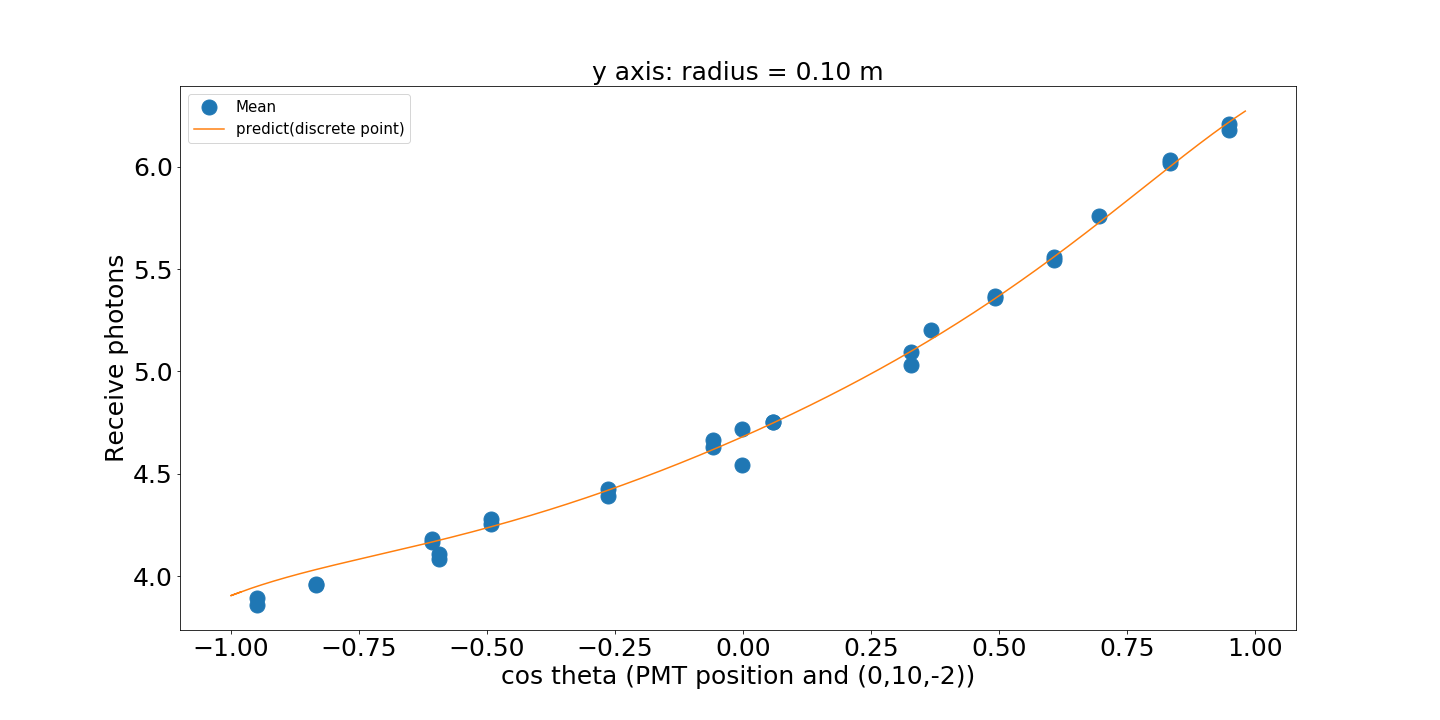 y axis: radius = 0.10 m
Mean
predict(discrete point)
Receive photons
6.0
5.5
5.0
4.5
4.0
−1.00 −0.75 −0.50 −0.25 0.00 0.25 0.50 0.75 1.00
cos theta (PMT position and (0,10,-2))